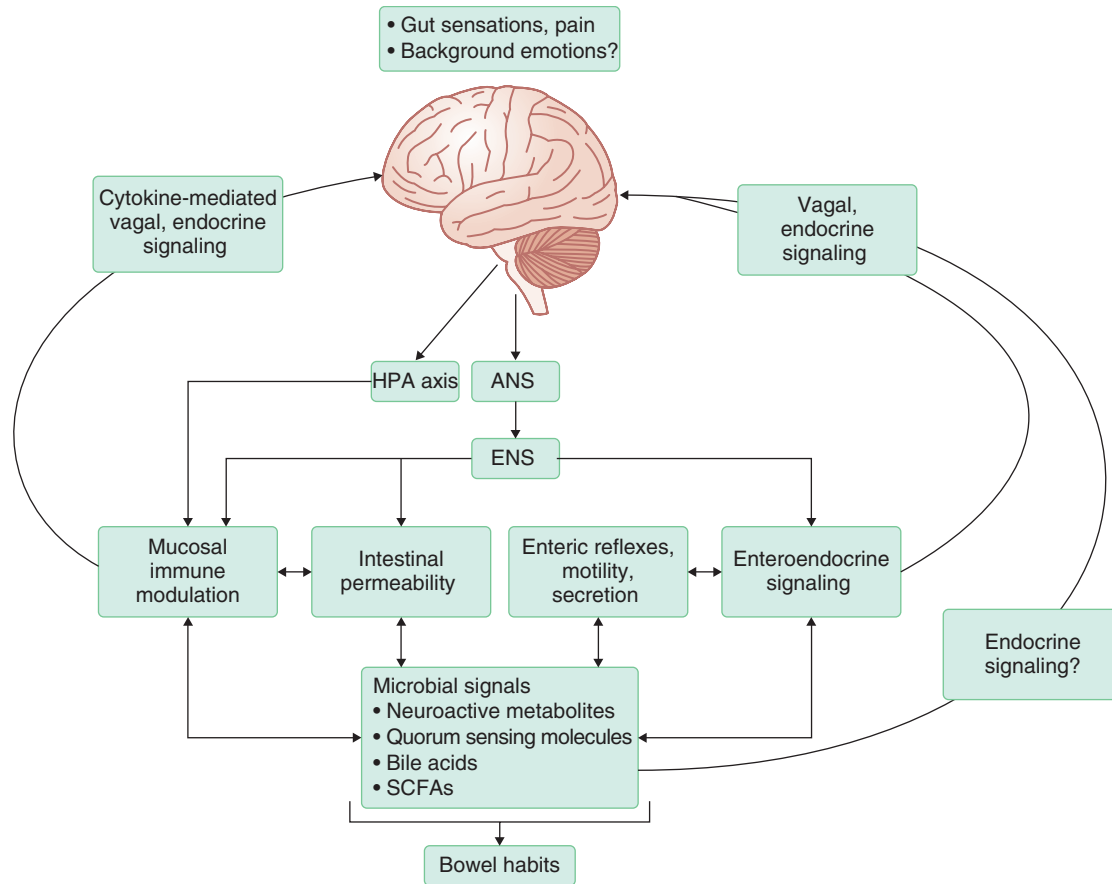 • Gut sensations, pain
• Background emotions?
Cytokine-mediated
vagal, endocrine
signaling
Vagal,
endocrine
signaling
HPA axis
ANS
ENS
Mucosal
immune
modulation
Intestinal
permeability
Enteric reflexes,
motility,
secretion
Enteroendocrine
signaling
Endocrine
signaling?
Microbial signals
• Neuroactive metabolites
• Quorum sensing molecules
• Bile acids
• SCFAs
Bowel habits